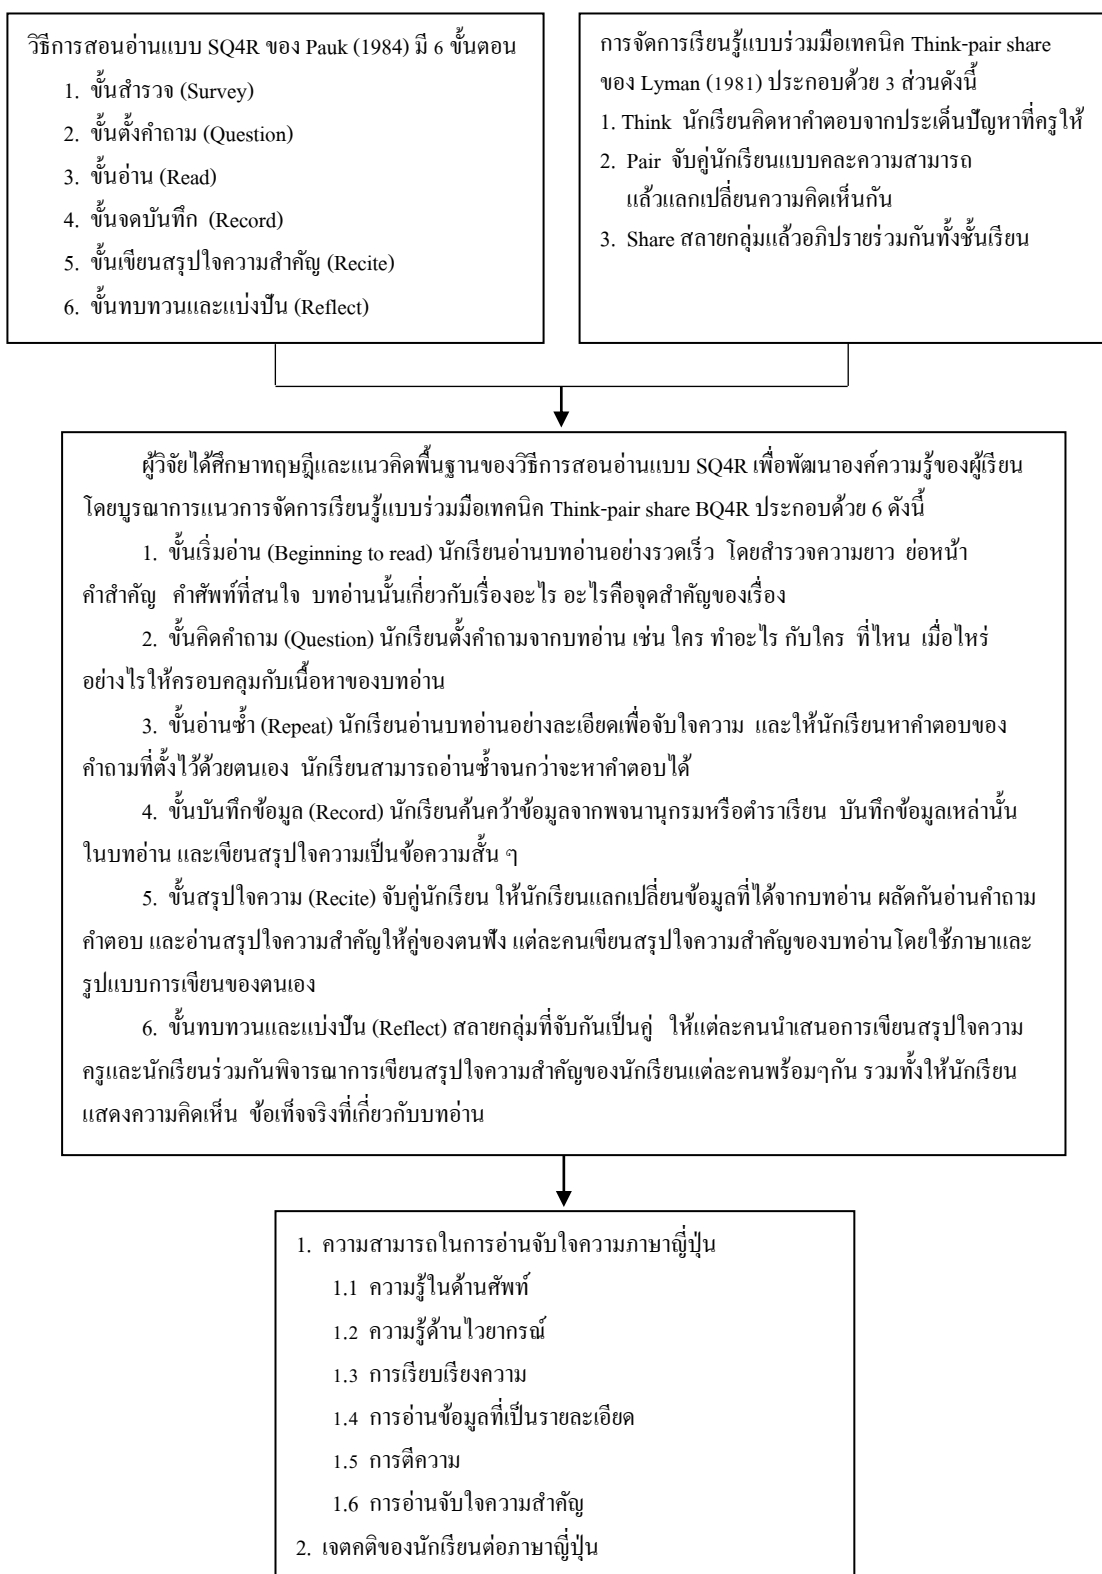 วิธีการสอนอ่านแบบ SQ4R ของ Pauk (1984) มี 6 ขั้นตอน
1. ขั้นสำรวจ (Survey)
2. ขั้นตั้งคำถาม (Question)
3. ขั้นอ่าน (Read)
4. ขั้นจดบันทึก (Record)
5. ขั้นเขียนสรุปใจความสำคัญ (Recite)
6. ขั้นทบทวนและแบ่งปัน (Reflect)
การจัดการเรียนรู้แบบร่วมมือเทคนิค Think-pair share
ของ Lyman (1981) ประกอบด้วย 3 ส่วนดังนี้
1. Think นักเรียนคิดหาคำตอบจากประเด็นปัญหาที่ครูให้
2. Pair จับคู่นักเรียนแบบคละความสามารถ
แล้วแลกเปลี่ยนความคิดเห็นกัน
3. Share สลายกลุ่มแล้วอภิปรายร่วมกันทั้งชั้นเรียน
ผู้วิจัยได้ศึกษาทฤษฎีและแนวคิดพื้นฐานของวิธีการสอนอ่านแบบ SQ4R เพื่อพัฒนาองค์ความรู้ของผู้เรียน
โดยบูรณาการแนวการจัดการเรียนรู้แบบร่วมมือเทคนิค Think-pair share BQ4R ประกอบด้วย 6 ดังนี้
1. ขั้นเริ่มอ่าน (Beginning to read) นักเรียนอ่านบทอ่านอย่างรวดเร็ว โดยสำรวจความยาว ย่อหน้า
คำสำคัญ คำศัพท์ที่สนใจ บทอ่านนั้นเกี่ยวกับเรื่องอะไร อะไรคือจุดสำคัญของเรื่อง
2. ขั้นคิดคำถาม (Question) นักเรียนตั้งคำถามจากบทอ่าน เช่น ใคร ทำอะไร กับใคร ที่ไหน เมื่อไหร่
อย่างไรให้ครอบคลุมกับเนื้อหาของบทอ่าน
3. ขั้นอ่านซ้ำ (Repeat) นักเรียนอ่านบทอ่านอย่างละเอียดเพื่อจับใจความ และให้นักเรียนหาคำตอบของ
คำถามที่ตั้งไว้ด้วยตนเอง นักเรียนสามารถอ่านซ้ำจนกว่าจะหาคำตอบได้
4. ขั้นบันทึกข้อมูล (Record) นักเรียนค้นคว้าข้อมูลจากพจนานุกรมหรือตำราเรียน บันทึกข้อมูลเหล่านั้น
ในบทอ่าน และเขียนสรุปใจความเป็นข้อความสั้น ๆ
5. ขั้นสรุปใจความ (Recite) จับคู่นักเรียน ให้นักเรียนแลกเปลี่ยนข้อมูลที่ได้จากบทอ่าน ผลัดกันอ่านคำถาม
คำตอบ และอ่านสรุปใจความสำคัญให้คู่ของตนฟัง แต่ละคนเขียนสรุปใจความสำคัญของบทอ่านโดยใช้ภาษาและ
รูปแบบการเขียนของตนเอง
6. ขั้นทบทวนและแบ่งปัน (Reflect) สลายกลุ่มที่จับกันเป็นคู่ ให้แต่ละคนนำเสนอการเขียนสรุปใจความ
ครูและนักเรียนร่วมกันพิจารณาการเขียนสรุปใจความสำคัญของนักเรียนแต่ละคนพร้อมๆกัน รวมทั้งให้นักเรียน
แสดงความคิดเห็น ข้อเท็จจริงที่เกี่ยวกับบทอ่าน
1. ความสามารถในการอ่านจับใจความภาษาญี่ปุ่น
1.1 ความรู้ในด้านศัพท์
1.2 ความรู้ด้านไวยากรณ์
1.3 การเรียบเรียงความ
1.4 การอ่านข้อมูลที่เป็นรายละเอียด
1.5 การตีความ
1.6 การอ่านจับใจความสำคัญ
2. เจตคติของนักเรียนต่อภาษาญี่ปุ่น